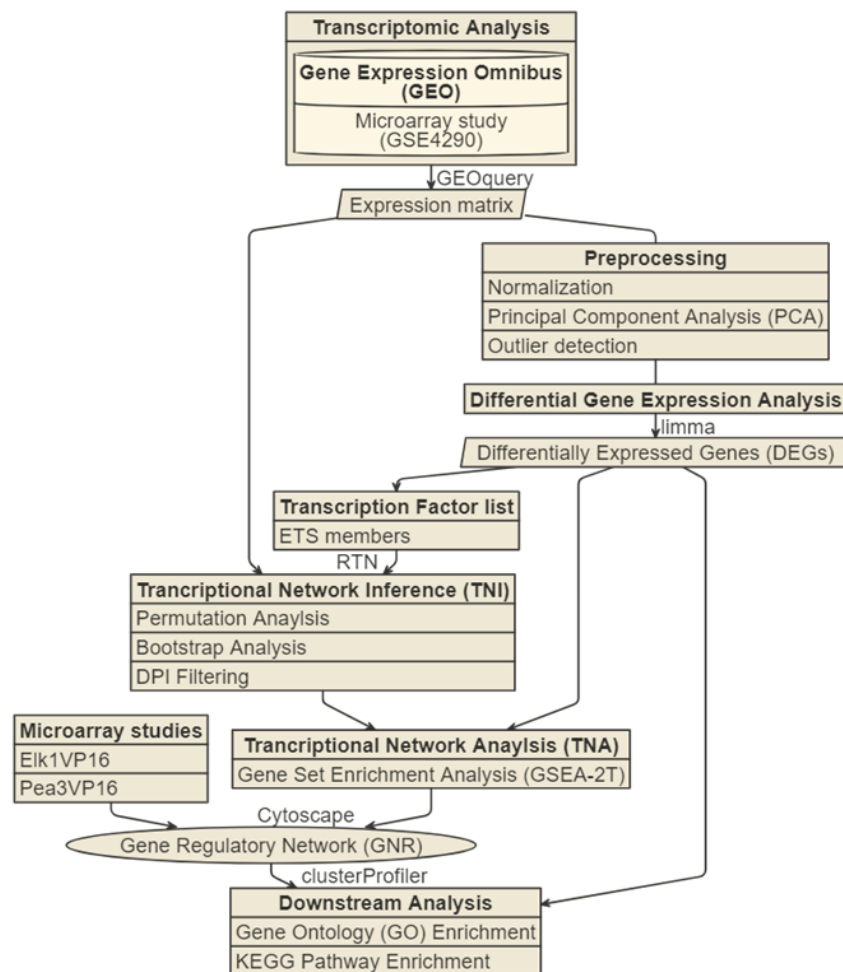 Transcriptomic Analysis
Gene Expression Omnibus
(GEO)
Microarray study
(GSE4290)
GEOquery
Expression matrix
Preprocessing
Normalization
Principal Component Analysis (PCA)
Outlier detection
Differential Gene Expression Analysis
limma
Differentially Expressed Genes (DEGs)
Transcription Factor list
ETS members
RTN
Trancriptional Network Inference (TNI)
Permutation Anaylsis
Bootstrap Analysis
DPI Filtering
Microarray studies
Elk1VP16
Pea3VP16
Trancriptional Network Anaylsis (TNA)
Gene Set Enrichment Analysis (GSEA-2T)
Cytoscape
Gene Regulatory Network (GNR)
clusterProfiler
Downstream Analysis
Gene Ontology (GO) Enrichment
KEGG Pathway Enrichment